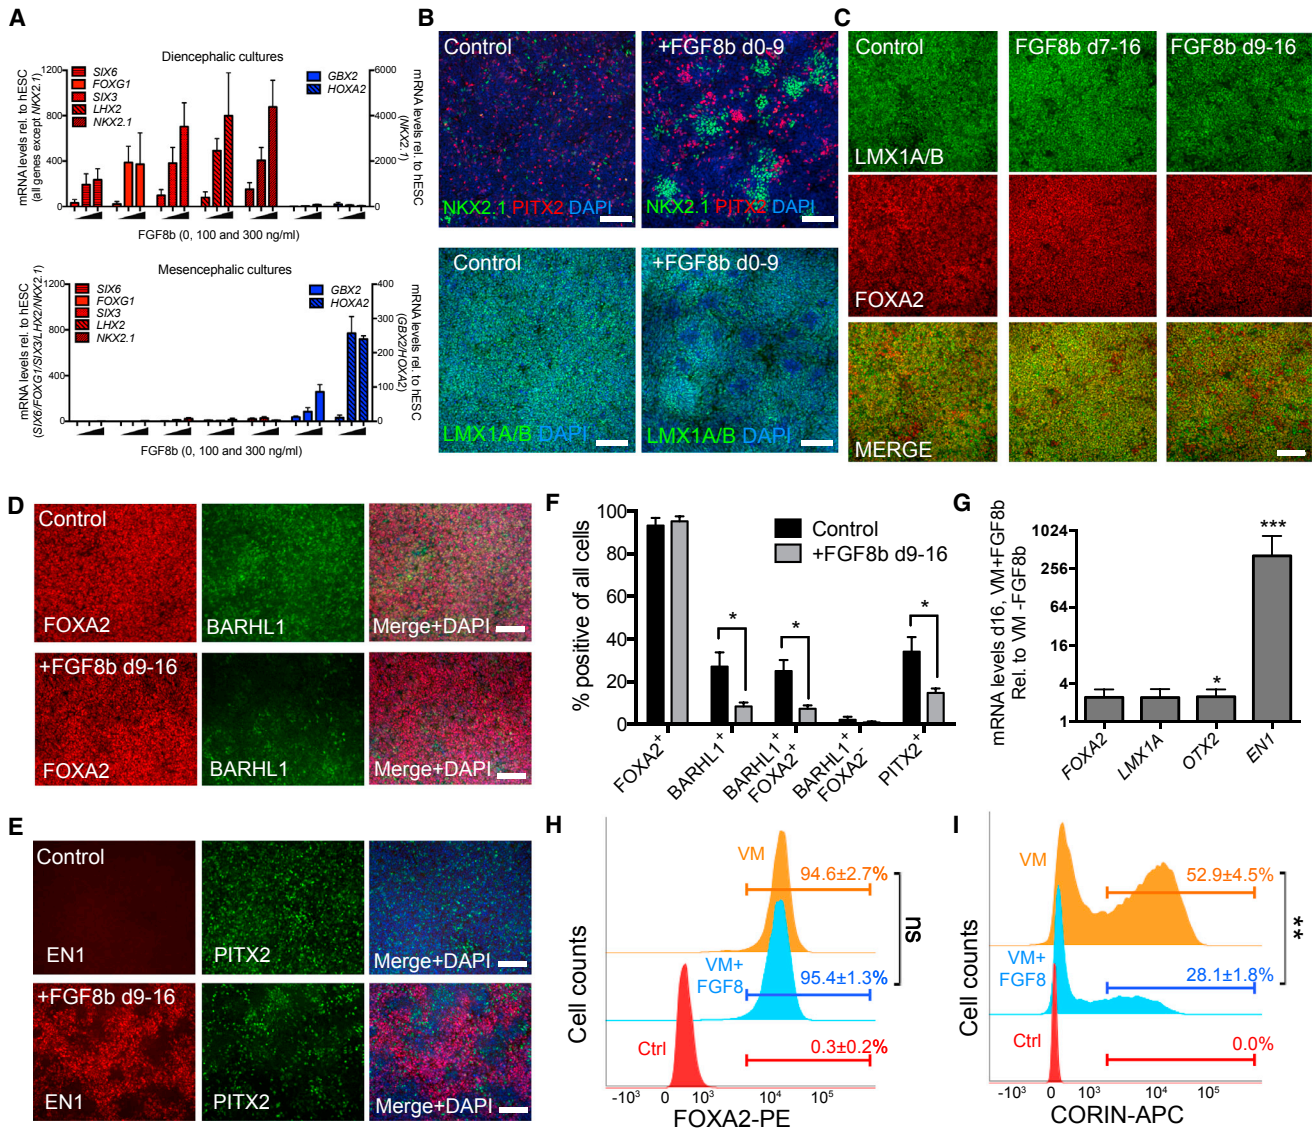 A
Diencephalic cultures
mRNA levels rel. to hESC
(all genes except NKX2.1)
1200
800
400
0
SIX6
FOXG1
SIX3
LHX2
NKX2.1
GBX2
HOXA2
6000
4000
2000
0
mRNA levels rel. to hESC
(NKX2.1)
FGF8b (0, 100 and 300 ng/ml)
Mesencephalic cultures
mRNA levels rel. to hESC
(SIX6/FOXG1/SIX3/LHX2/NKX2.1)
1200
800
400
0
SIX6
FOXG1
SIX3
LHX2
NKX2.1
GBX2
HOXA2
400
300
200
100
0
mRNA levels rel. to hESC
(GBX2/HOXA2)
FGF8b (0, 100 and 300 ng/ml)
B
Control
+FGF8b d0-9
NKX2.1 PITX2 DAPI
NKX2.1 PITX2 DAPI
Control
+FGF8b d0-9
LMX1A/B DAPI
LMX1A/B DAPI
C
Control
FGF8b d7-16
FGF8b d9-16
LMX1A/B
FOXA2
MERGE
D
Control
FOXA2
BARHL1
Merge+DAPI
+FGF8b d9-16
FOXA2
BARHL1
Merge+DAPI
E
Control
EN1
PITX2
Merge+DAPI
+FGF8b d9-16
EN1
PITX2
Merge+DAPI
F
% positive of all cells
100
80
60
40
20
0
Control
+FGF8b d9-16
*
*
*
FOXA2+
BARHL1+
BARHL1+
FOXA2+
BARHL1+
FOXA2-
PITX2+
G
mRNA levels d16, VM+FGF8b
Rel. to VM -FGF8b
1024
256
64
16
4
1
*
***
FOXA2
LMX1A
OTX2
EN1
H
Cell counts
VM
94.6±2.7%
VM+
FGF8
95.4±1.3%
ns
Ctrl
0.3±0.2%
-10³ 0 10³ 10⁴ 10⁵
FOXA2-PE
I
Cell counts
VM
52.9±4.5%
VM+
FGF8
28.1±1.8%
**
Ctrl
0.0%
-10³ 0 10³ 10⁴ 10⁵
CORIN-APC